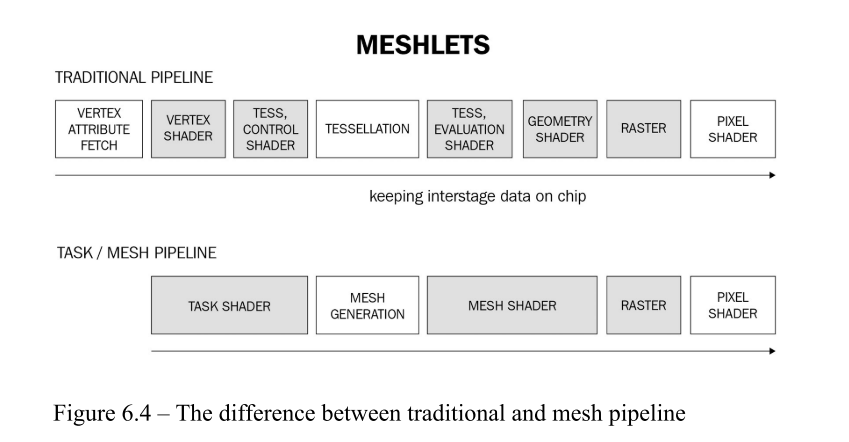 MESHLETS
TRADITIONAL PIPELINE
VERTEX
ATTRIBUTE
FETCH
VERTEX
SHADER
TESS,
CONTROL
SHADER
TESSELLATION
TESS,
EVALUATION
SHADER
GEOMETRY
SHADER
RASTER
PIXEL
SHADER
keeping interstage data on chip
TASK / MESH PIPELINE
TASK SHADER
MESH
GENERATION
MESH SHADER
RASTER
PIXEL
SHADER
Figure 6.4 – The difference between traditional and mesh pipeline